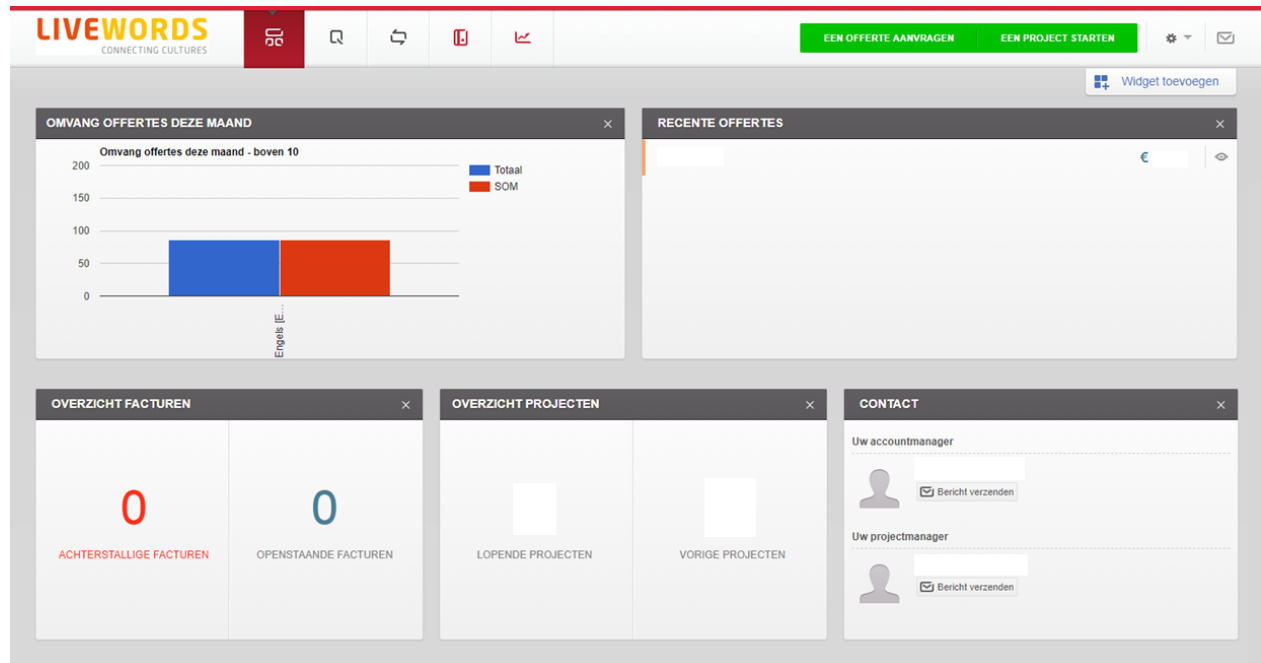 LIVEWORDS
CONNECTING CULTURES
EEN OFFERTE AANVRAGEN
EEN PROJECT STARTEN
Widget toevoegen
OMVANG OFFERTES DEZE MAAND
×
Omvang offertes deze maand - boven 10
200
150
100
50
0
Totaal
SOM
Engels [E...
RECENTE OFFERTES
×
€
OVERZICHT FACTUREN
×
0
ACHTERSTALLIGE FACTUREN
0
OPENSTAANDE FACTUREN
OVERZICHT PROJECTEN
×
LOPENDE PROJECTEN
VORIGE PROJECTEN
CONTACT
×
Uw accountmanager
Bericht verzenden
Uw projectmanager
Bericht verzenden